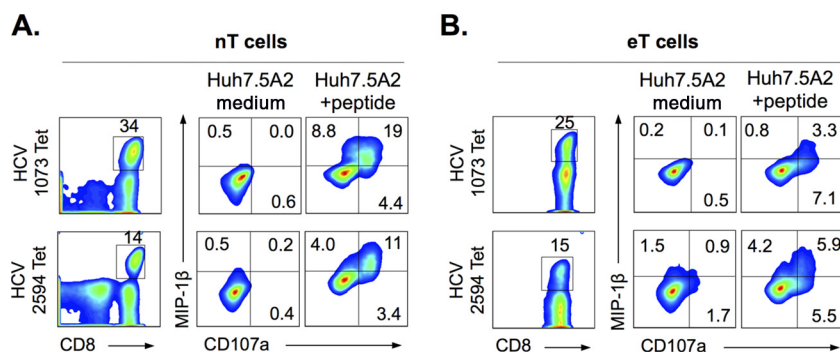 A.
nT cells
Huh7.5A2
medium
Huh7.5A2
+peptide
HCV
1073 Tet
34
0.5
0.0
0.6
8.8
19
4.4
HCV
2594 Tet
14
0.5
0.2
0.4
4.0
11
3.4
MIP-1β
CD8
CD107a
B.
eT cells
Huh7.5A2
medium
Huh7.5A2
+peptide
HCV
1073 Tet
25
0.2
0.1
0.5
0.8
3.3
7.1
HCV
2594 Tet
15
1.5
0.9
1.7
4.2
5.9
5.5
MIP-1β
CD8
CD107a